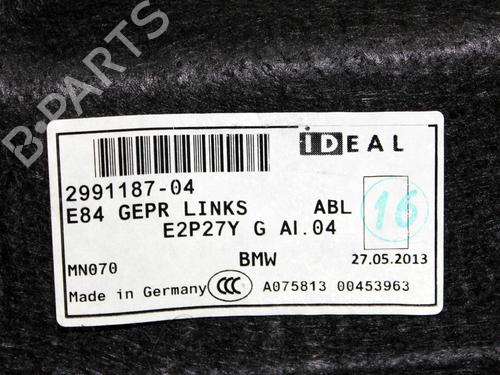 B-PARTS
iDEAL
2991187-04
E84 GEPR LINKS ABL
E2P27Y G AI.04
16
MN070 BMW 27.05.2013
Made in Germany CCC A075813 00453963